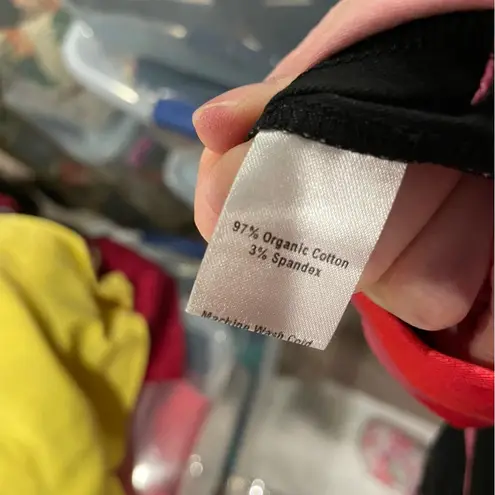 97% Organic Cotton
3% Spandex
Machine Wash Cold